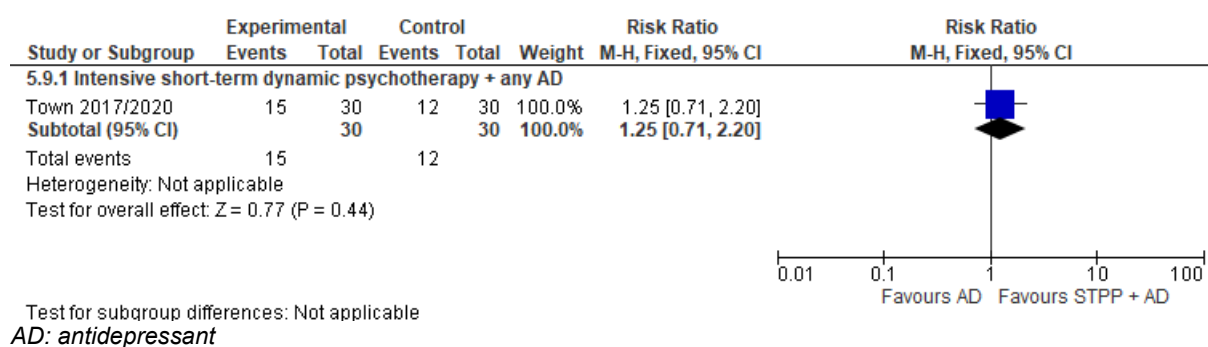 Experimental Control Risk Ratio Risk Ratio
Study or Subgroup Events Total Events Total Weight M-H, Fixed, 95% CI M-H, Fixed, 95% CI
5.9.1 Intensive short-term dynamic psychotherapy + any AD
Town 2017/2020 15 30 12 30 100.0% 1.25 [0.71, 2.20]
Subtotal (95% CI) 30 30 100.0% 1.25 [0.71, 2.20]
Total events 15 12
Heterogeneity: Not applicable
Test for overall effect: Z = 0.77 (P = 0.44)
0.01 0.1 1 10 100
Favours AD Favours STPP + AD
Test for subgroup differences: Not applicable
AD: antidepressant